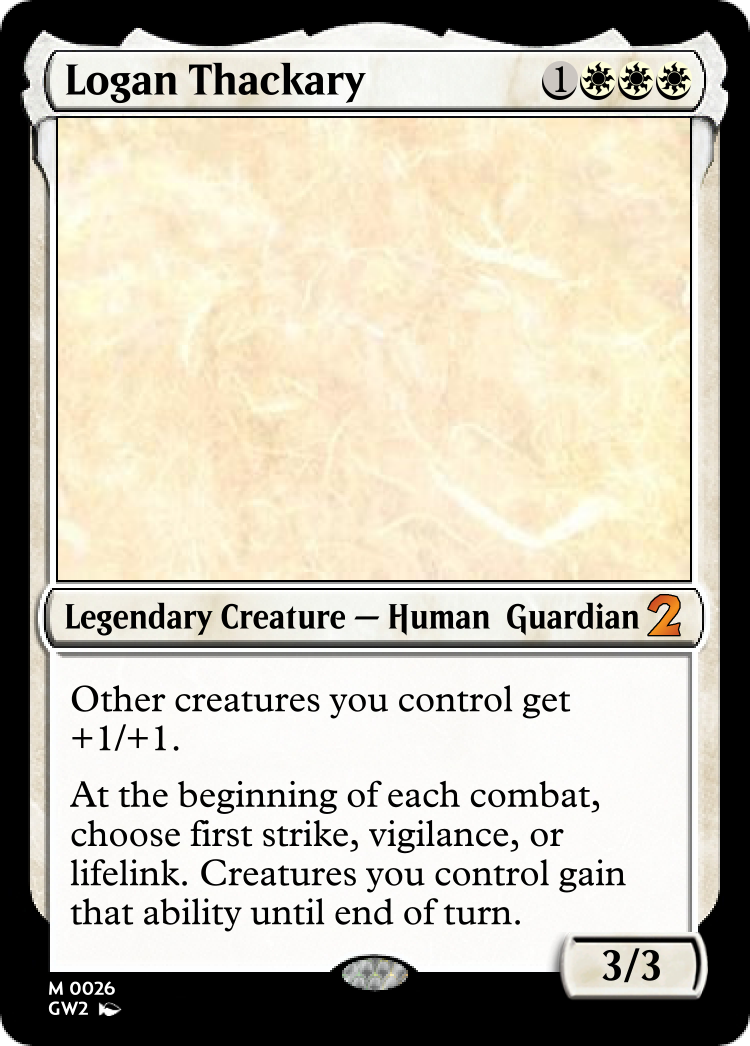 Logan Thackary 1
Legendary Creature — Human Guardian 2
Other creatures you control get
+1/+1.
At the beginning of each combat,
choose first strike, vigilance, or
lifelink. Creatures you control gain
that ability until end of turn.
3/3
M 0026
GW2